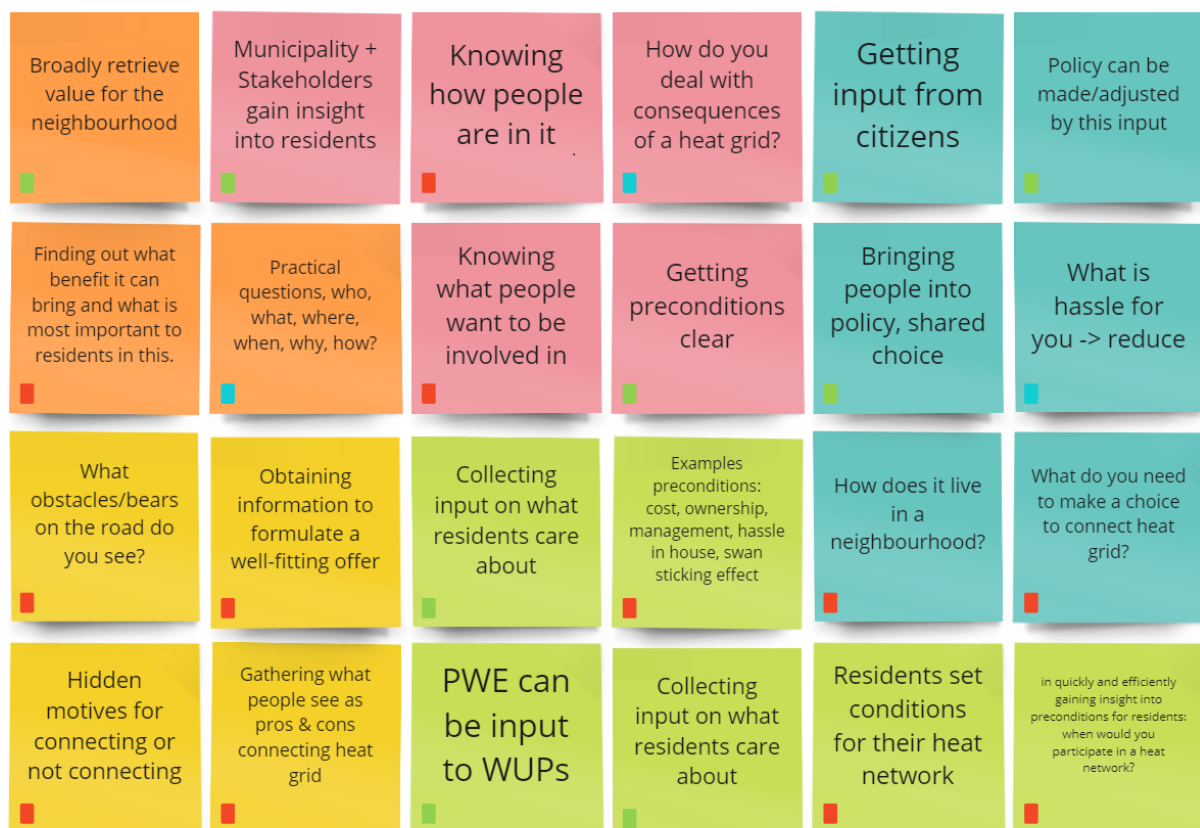 Broadly retrieve
value for the
neighbourhood
Municipality +
Stakeholders
gain insight
into residents
Knowing
how people
are in it
.
How do you
deal with
consequences
of a heat grid?
Getting
input from
citizens
Policy can be
made/adjusted
by this input
Finding out what
benefit it can
bring and what is
most important to
residents in this.
Practical
questions, who,
what, where,
when, why, how?
Knowing
what people
want to be
involved in
Getting
preconditions
clear
Bringing
people into
policy, shared
choice
What is
hassle for
you -> reduce
What
obstacles/bears
on the road do
you see?
Obtaining
information to
formulate a
well-fitting offer
Collecting
input on what
residents care
about
Examples
preconditions:
cost, ownership,
management, hassle
in house, swan
sticking effect
How does it live
in a
neighbourhood?
What do you need
to make a choice
to connect heat
grid?
Hidden
motives for
connecting or
not connecting
Gathering what
people see as
pros & cons
connecting heat
grid
PWE can
be input
to WUPs
Collecting
input on what
residents care
about
Residents set
conditions
for their heat
network
in quickly and efficiently
gaining insight into
preconditions for residents:
when would you
participate in a heat
network?